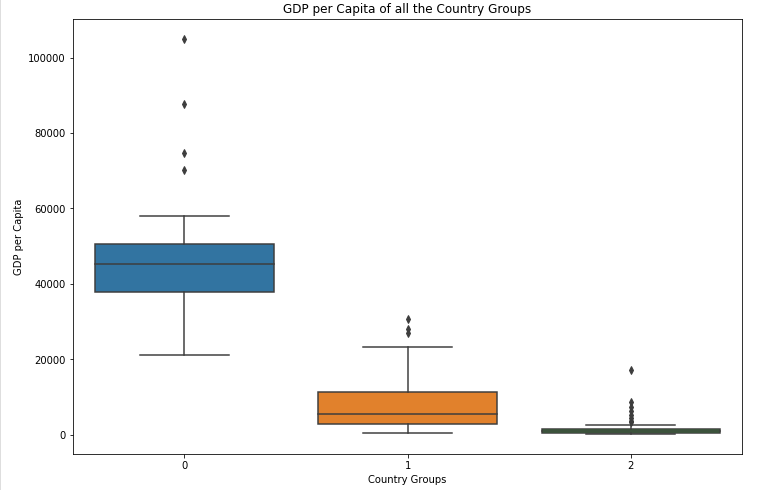 GDP per Capita of all the Country Groups
100000
80000
60000
40000
20000
0
GDP per Capita
0 1 2
Country Groups